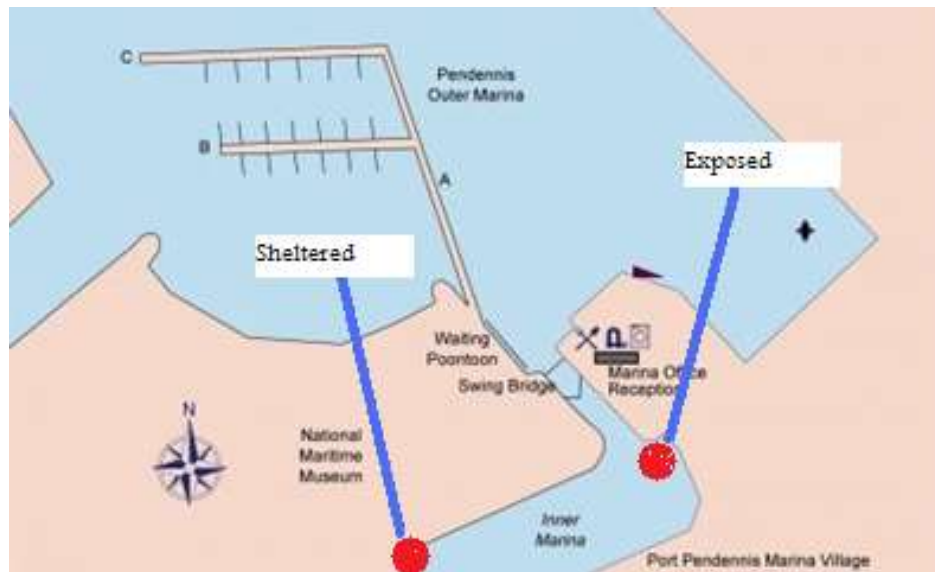 C
Pendennis
Outer Marina
B
A
Exposed
Sheltered
Waiting
Poontoon
Swing Bridge
Marina Office
Reception
N
National
Maritime
Museum
Inner
Marina
Port Pendennis Marina Village